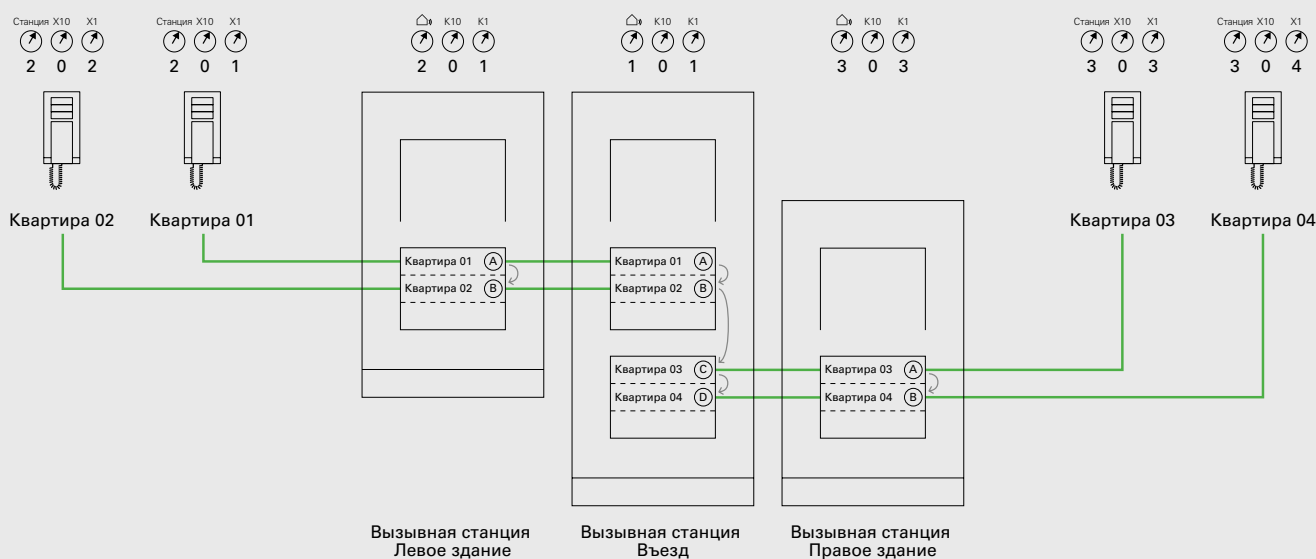 Станция X10 X1
2 0 2
Станция X10 X1
2 0 1
K10 K1
2 0 1
K10 K1
1 0 1
K10 K1
3 0 3
Станция X10 X1
3 0 3
Станция X10 X1
3 0 4
Квартира 02
Квартира 01
Квартира 03
Квартира 04
Квартира 01 A
Квартира 02 B
Квартира 01 A
Квартира 02 B
Квартира 03 C
Квартира 04 D
Квартира 03 A
Квартира 04 B
Вызывная станция
Левое здание
Вызывная станция
Въезд
Вызывная станция
Правое здание